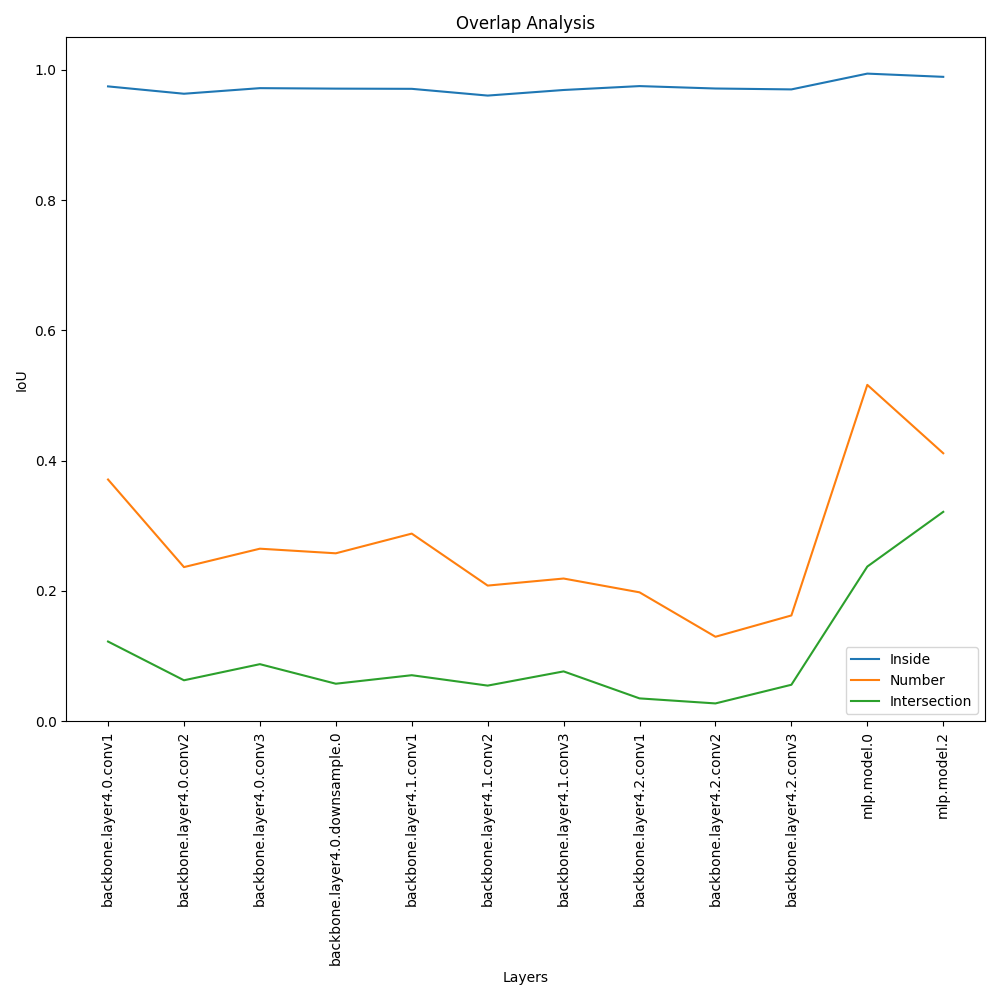 Overlap Analysis
IoU
1.0
0.8
0.6
0.4
0.2
0.0
Inside
Number
Intersection
backbone.layer4.0.conv1
backbone.layer4.0.conv2
backbone.layer4.0.conv3
backbone.layer4.0.downsample.0
backbone.layer4.1.conv1
backbone.layer4.1.conv2
backbone.layer4.1.conv3
backbone.layer4.2.conv1
backbone.layer4.2.conv2
backbone.layer4.2.conv3
mlp.model.0
mlp.model.2
Layers